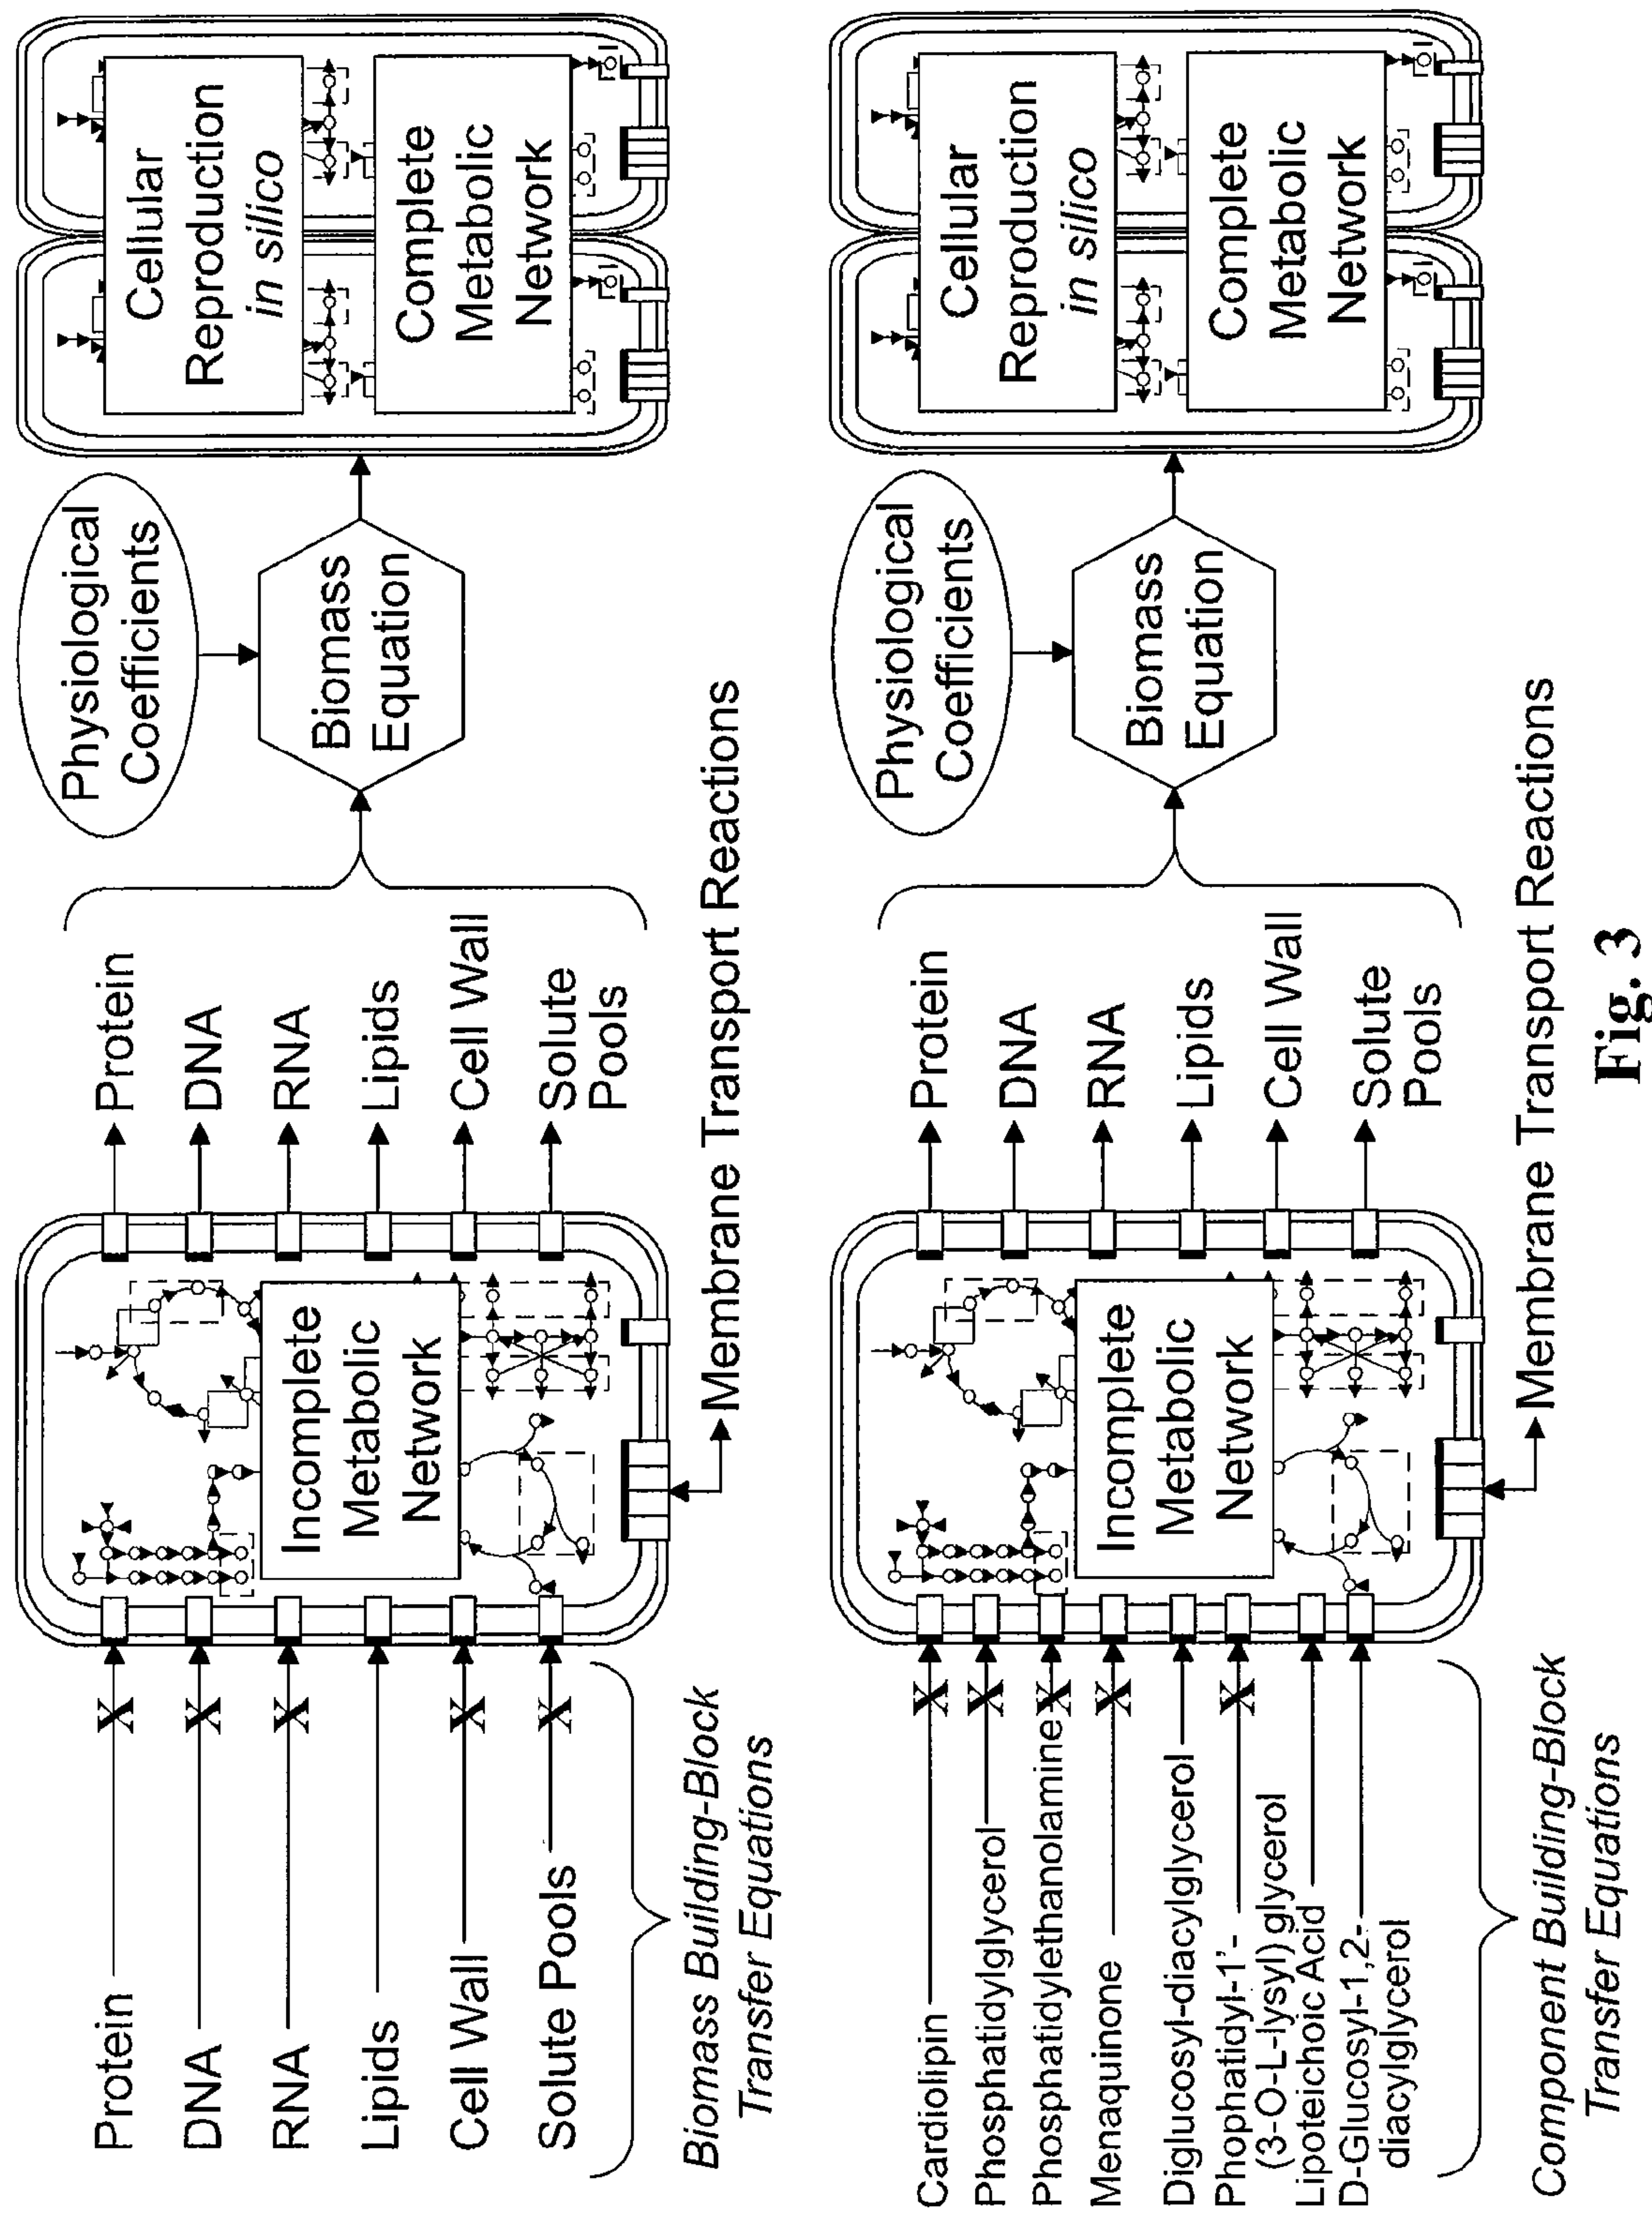 Protein
DNA
RNA
Lipids
Cell Wall
Solute Pools
X
X
X
X
X
Biomass Building-Block
Transfer Equations
Incomplete
Metabolic
Network
Protein
DNA
RNA
Lipids
Cell Wall
Solute
Pools
Membrane Transport Reactions
Physiological
Coefficients
Biomass
Equation
Cellular
Reproduction
in silico
Complete
Metabolic
Network
Cardiolipin
Phosphatidylglycerol
Phosphatidylethanolamine
Menaquinone
Diglucosyl-diacylglycerol
Phophatidyl-1'-
(3-O-L-lysyl) glycerol
Lipoteichoic Acid
D-Glucosyl-1,2-
diacylglycerol
X
X
X
X
X
Component Building-Block
Transfer Equations
Incomplete
Metabolic
Network
Protein
DNA
RNA
Lipids
Cell Wall
Solute
Pools
Membrane Transport Reactions
Physiological
Coefficients
Biomass
Equation
Cellular
Reproduction
in silico
Complete
Metabolic
Network
Fig. 3